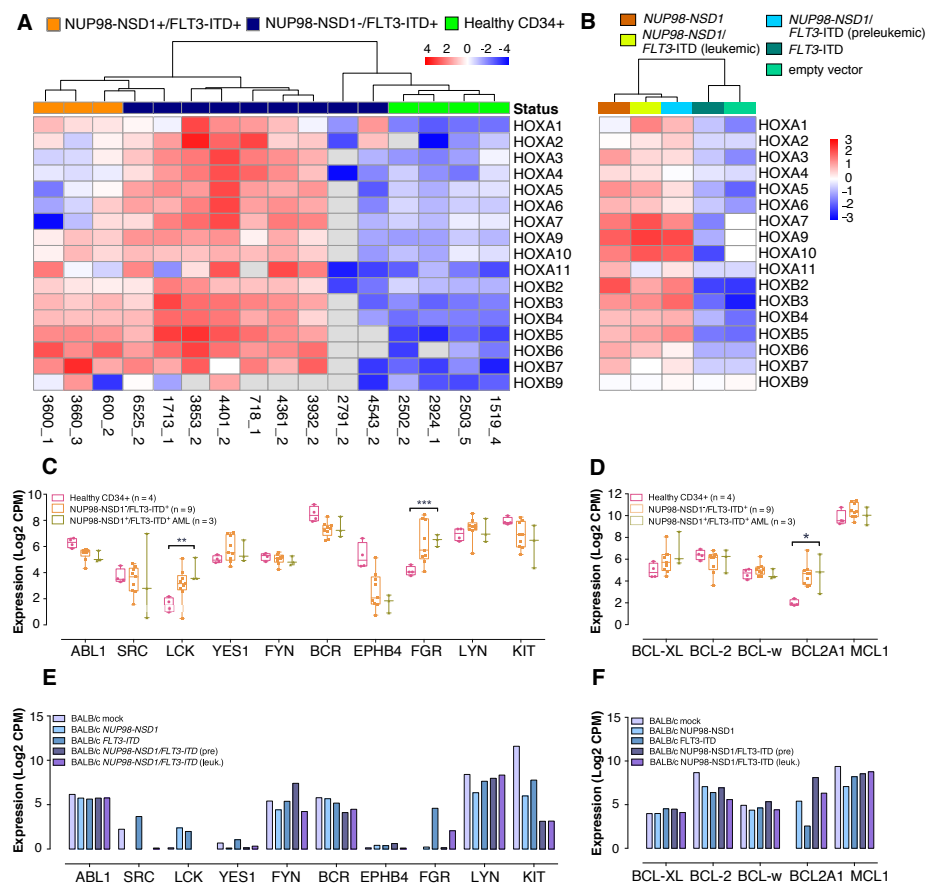 A
NUP98-NSD1+/FLT3-ITD+
NUP98-NSD1-/FLT3-ITD+
Healthy CD34+
4 2 0 -2 -4
Status
HOXA1
HOXA2
HOXA3
HOXA4
HOXA5
HOXA6
HOXA7
HOXA9
HOXA10
HOXA11
HOXB2
HOXB3
HOXB4
HOXB5
HOXB6
HOXB7
HOXB9
3600_1
3660_3
600_2
6525_2
1713_1
3853_2
4401_2
718_1
4361_2
3932_2
2791_2
4543_2
2502_2
2924_1
2503_5
1519_4
B
NUP98-NSD1
NUP98-NSD1/
FLT3-ITD (leukemic)
NUP98-NSD1/
FLT3-ITD (preleukemic)
FLT3-ITD
empty vector
HOXA1
HOXA2
HOXA3
HOXA4
HOXA5
HOXA6
HOXA7
HOXA9
HOXA10
HOXA11
HOXB2
HOXB3
HOXB4
HOXB5
HOXB6
HOXB7
HOXB9
3
2
1
0
-1
-2
-3
C
Expression (Log2 CPM)
10
8
6
4
2
0
Healthy CD34+ (n = 4)
NUP98-NSD1-/FLT3-ITD+ (n = 9)
NUP98-NSD1+/FLT3-ITD+ AML (n = 3)
**
***
ABL1 SRC LCK YES1 FYN BCR EPHB4 FGR LYN KIT
D
Expression (Log2 CPM)
12
10
8
6
4
2
0
Healthy CD34+ (n = 4)
NUP98-NSD1-/FLT3-ITD+ (n = 9)
NUP98-NSD1+/FLT3-ITD+ AML (n = 3)
*
BCL-XL BCL-2 BCL-w BCL2A1 MCL1
E
Expression (Log2 CPM)
15
10
5
0
BALB/c mock
BALB/c NUP98-NSD1
BALB/c FLT3-ITD
BALB/c NUP98-NSD1/FLT3-ITD (pre)
BALB/c NUP98-NSD1/FLT3-ITD (leuk.)
ABL1 SRC LCK YES1 FYN BCR EPHB4 FGR LYN KIT
F
Expression (Log2 CPM)
15
10
5
0
BALB/c mock
BALB/c NUP98-NSD1
BALB/c FLT3-ITD
BALB/c NUP98-NSD1/FLT3-ITD (pre)
BALB/c NUP98-NSD1/FLT3-ITD (leuk.)
BCL-XL BCL-2 BCL-w BCL2A1 MCL1